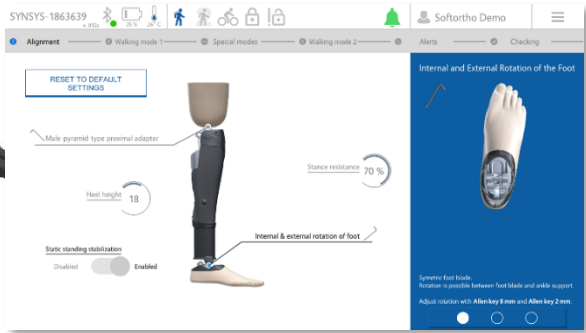 SYNSYS-1863639
v. 912a
25 %
26° C
Softortho Demo
Alignment
Walking mode 1
Special modes
Walking mode 2
Alerts
Checking
RESET TO DEFAULT
SETTINGS
Male pyramid type proximal adapter
Heel height
18
Stance resistance
70 %
Internal & external rotation of foot
Static standing stabilization
Disabled
Enabled
Internal and External Rotation of the Foot
Symetric foot blade.
Rotation is possible between foot blade and ankle support.
Adjust rotation with Allen key 8 mm and Allen key 2 mm.